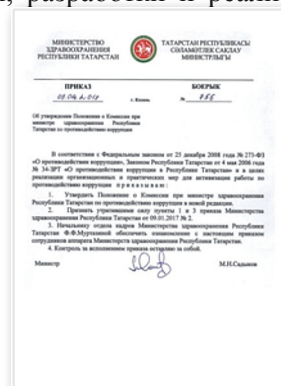 , разработки и реали
МИНИСТЕРСТВО
ЗДРАВООХРАНЕНИЯ
РЕСПУБЛИКИ ТАТАРСТАН
ТАТАРСТАН РЕСПУБЛИКАСЫ
СӘЛАМӘТЛЕК САКЛАУ
МИНИСТРЛЫГЫ
ПРИКАЗ
БОЕРЫК
г. Казань
№ 756
Об утверждении Положения о Комиссии при
министре здравоохранения Республики
Татарстан по противодействию коррупции
В соответствии с Федеральным законом от 25 декабря 2008 года № 273-ФЗ
«О противодействии коррупции», Законом Республики Татарстан от 4 мая 2006 года
№ 34-ЗРТ «О противодействии коррупции в Республике Татарстан» и в целях
реализации организационных и практических мер для активизации работы по
противодействию коррупции п р и к а з ы в а ю :
1. Утвердить Положение о Комиссии при министре здравоохранения Республики
Татарстан по противодействию коррупции в новой редакции.
2. Признать утратившими силу пункты 1 и 3 приказа Министерства
здравоохранения Республики Татарстан от 09.01.2017 № 2.
3. Начальнику отдела кадров Министерства здравоохранения Республики
Татарстан Ф.Ф.Муртазиной обеспечить ознакомление с настоящим приказом
сотрудников аппарата Министерства здравоохранения Республики Татарстан.
4. Контроль за исполнением приказа оставляю за собой.
Министр
М.Н.Садыков